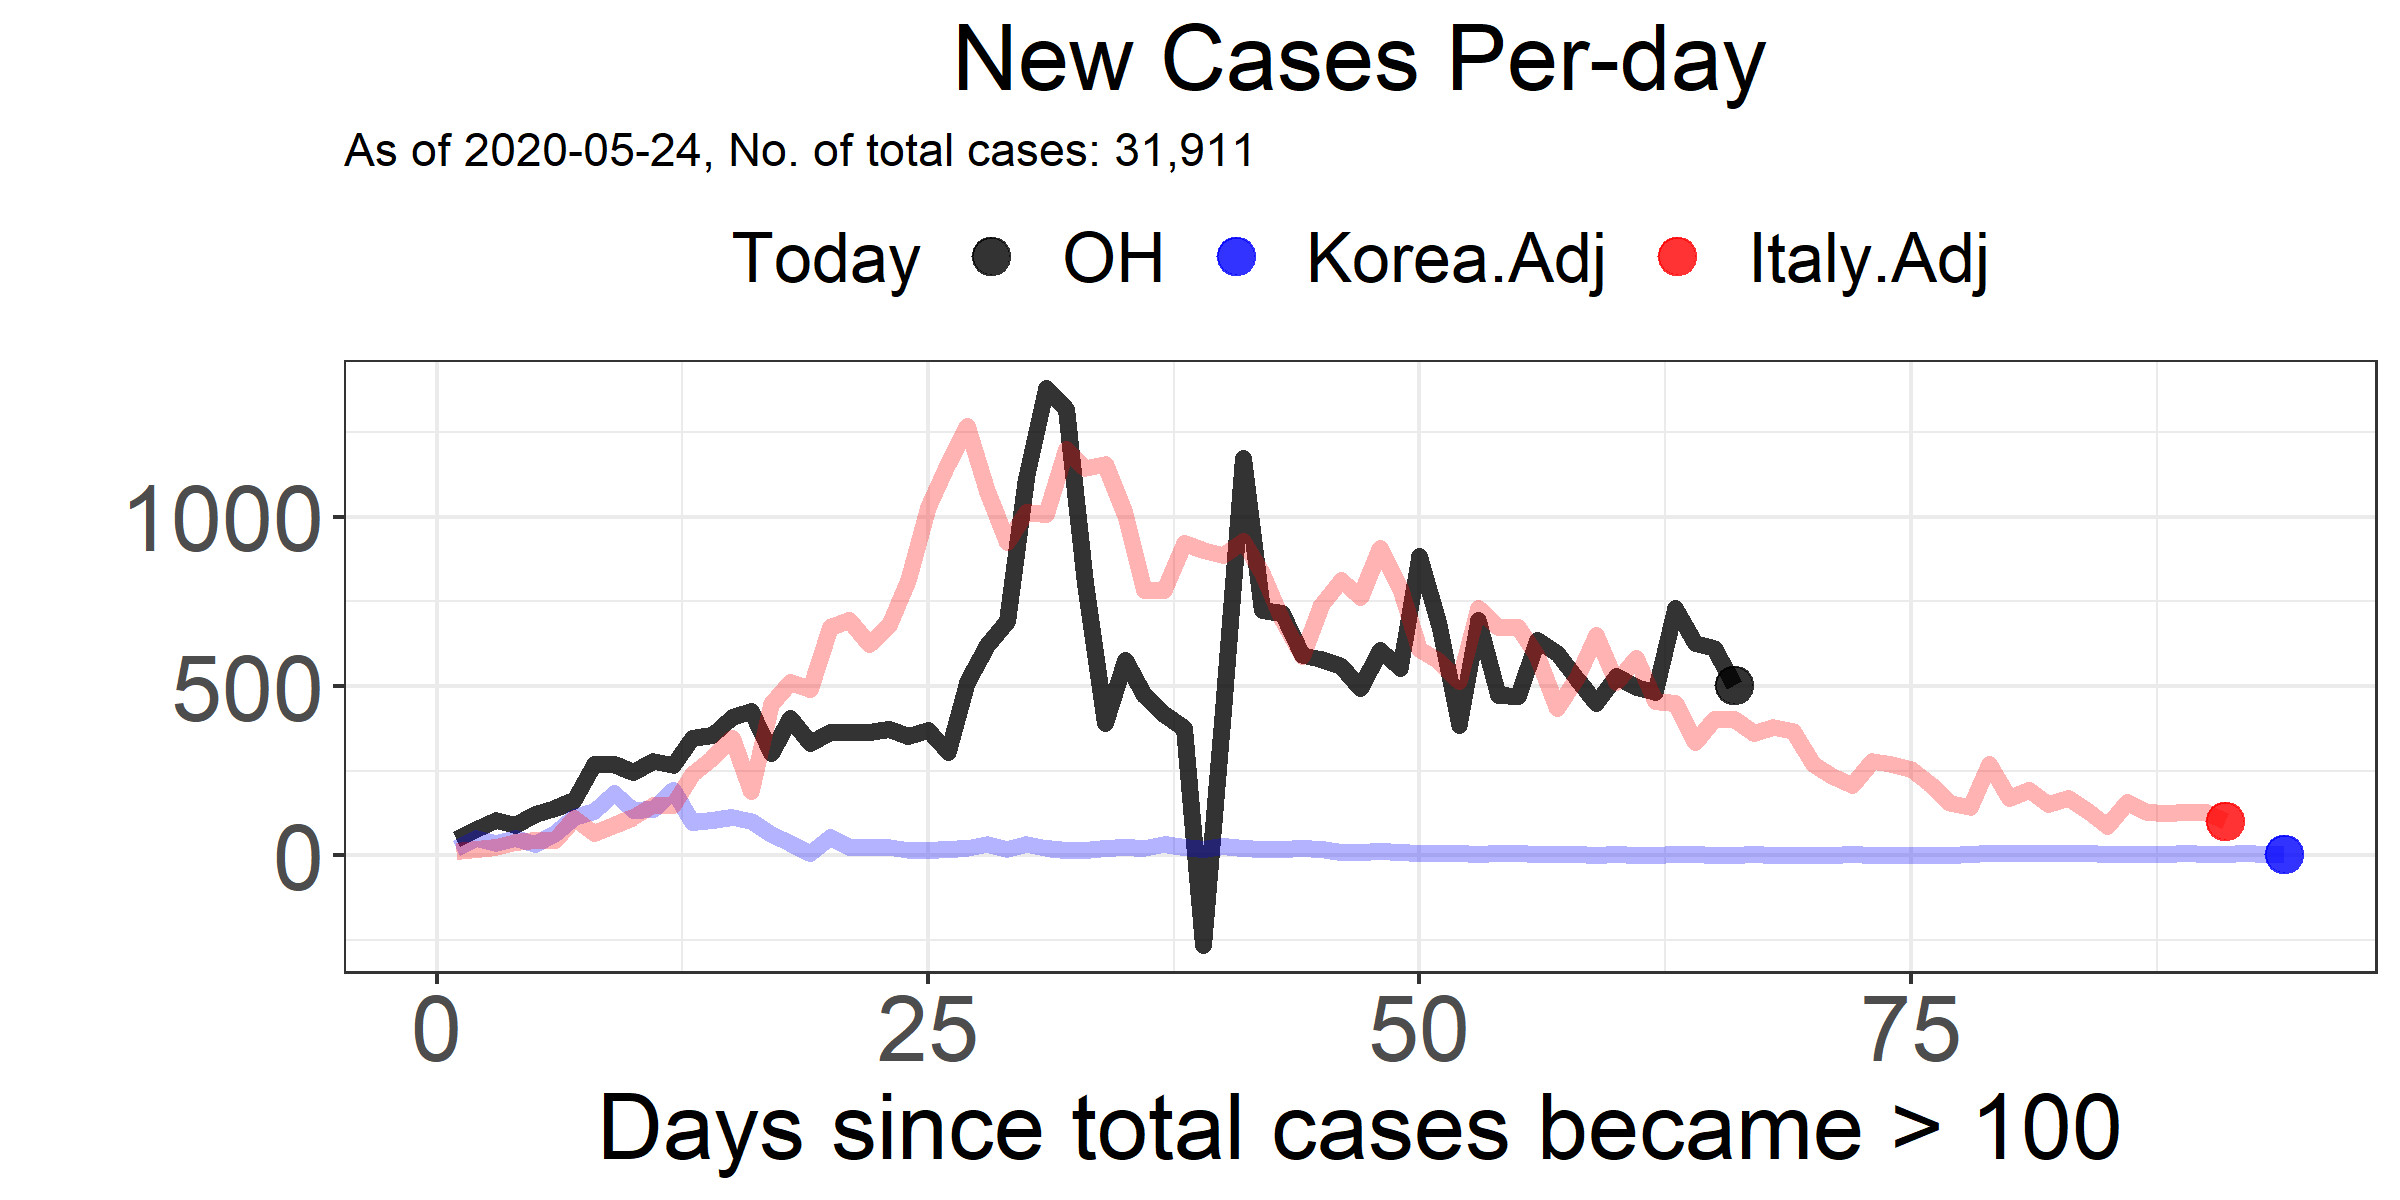 New Cases Per-day
As of 2020-05-24, No. of total cases: 31,911
Today OH Korea.Adj Italy.Adj
1000
500
0
0 25 50 75
Days since total cases became > 100